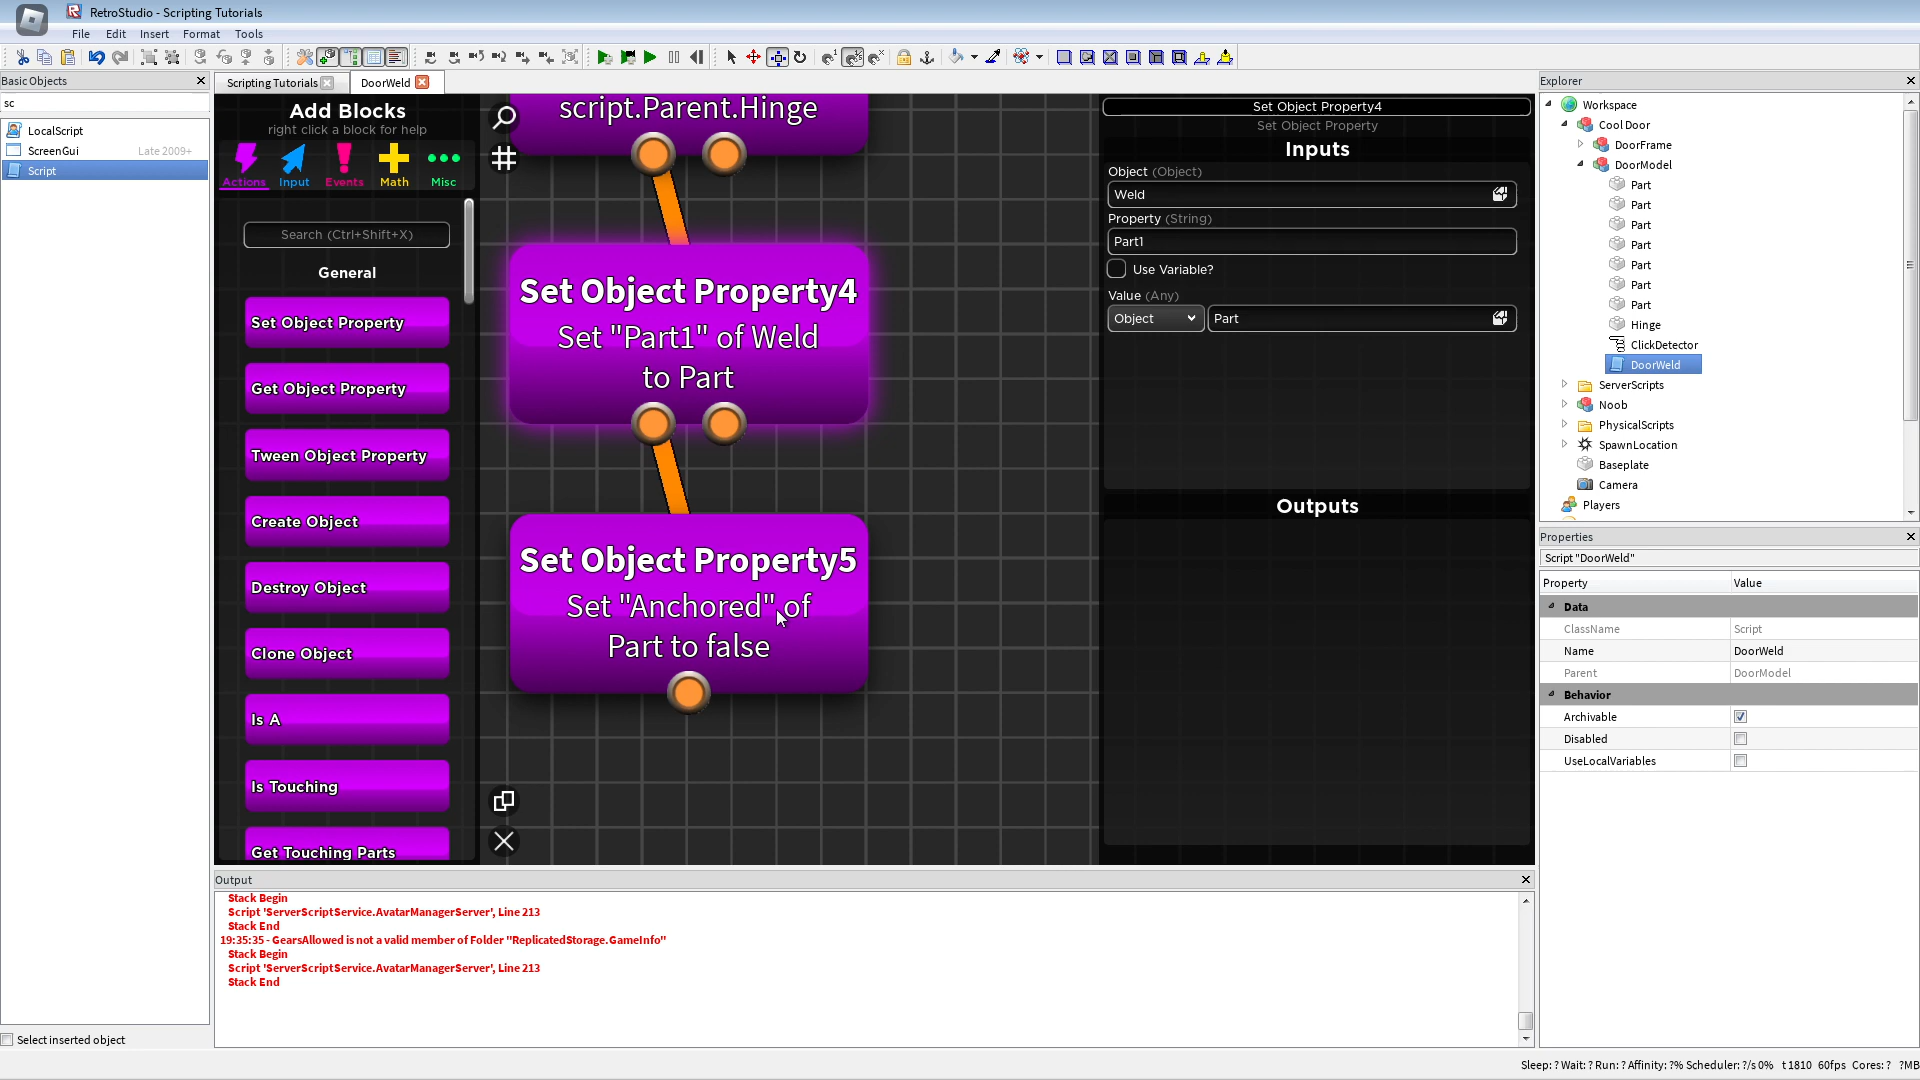 RetroStudio - Scripting Tutorials
File Edit Insert Format Tools
Basic Objects
sc
LocalScript
ScreenGui Late 2009+
Script
Select inserted object
Scripting Tutorials
DoorWeld
Add Blocks
right click a block for help
Actions Input Events Math Misc
Search (Ctrl+Shift+X)
General
Set Object Property
Get Object Property
Tween Object Property
Create Object
Destroy Object
Clone Object
Is A
Is Touching
Get Touching Parts
script.Parent.Hinge
Set Object Property4
Set "Part1" of Weld
to Part
Set Object Property5
Set "Anchored" of
Part to false
Set Object Property4
Set Object Property
Inputs
Object (Object)
Weld
Property (String)
Part1
Use Variable?
Value (Any)
Object Part
Outputs
Output
Stack Begin
Script 'ServerScriptService.AvatarManagerServer', Line 213
Stack End
19:35:35 - GearsAllowed is not a valid member of Folder "ReplicatedStorage.GameInfo"
Stack Begin
Script 'ServerScriptService.AvatarManagerServer', Line 213
Stack End
Explorer
Workspace
Cool Door
DoorFrame
DoorModel
Part
Part
Part
Part
Part
Part
Part
Hinge
ClickDetector
DoorWeld
ServerScripts
Noob
PhysicalScripts
SpawnLocation
Baseplate
Camera
Players
Properties
Script "DoorWeld"
Property Value
Data
ClassName Script
Name DoorWeld
Parent DoorModel
Behavior
Archivable
Disabled
UseLocalVariables
Sleep: ? Wait: ? Run: ? Affinity: ?% Scheduler: ?/s 0% t 1810 60fps Cores: ? ?MB